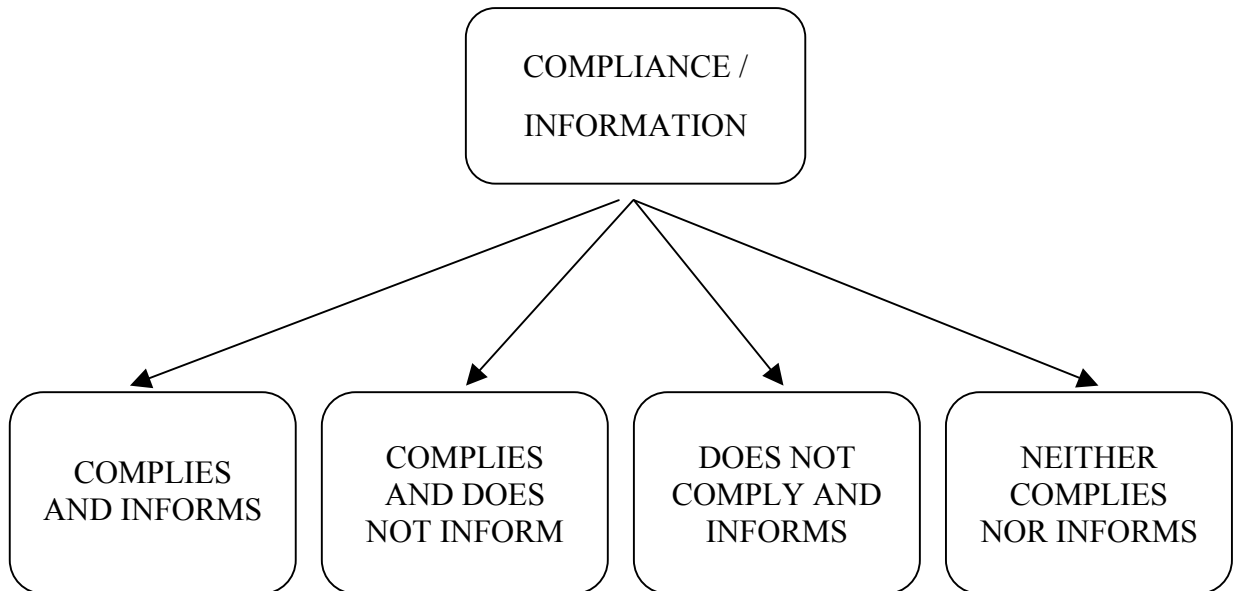 COMPLIANCE /
INFORMATION
COMPLIES
AND INFORMS
COMPLIES
AND DOES
NOT INFORM
DOES NOT
COMPLY AND
INFORMS
NEITHER
COMPLIES
NOR INFORMS